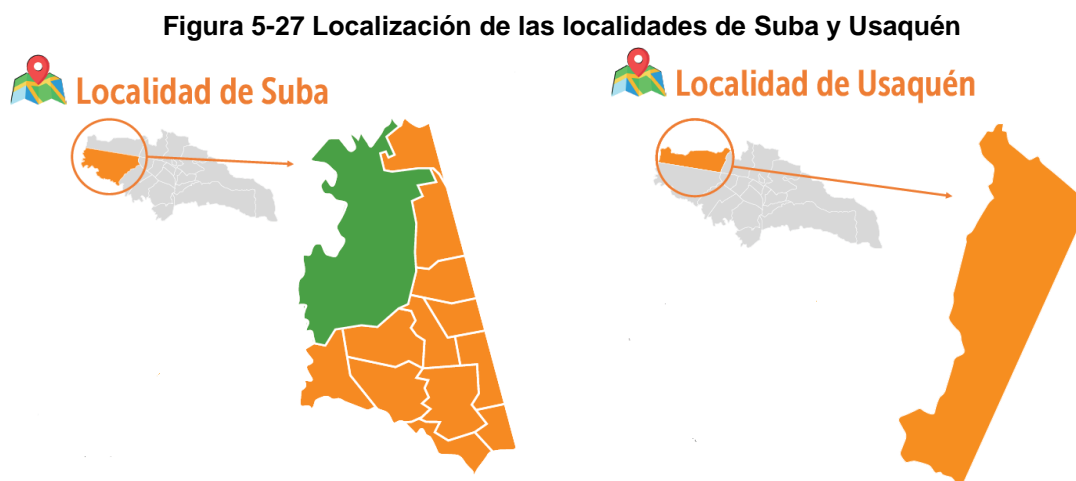 Figura 5-27 Localización de las localidades de Suba y Usaquén
Localidad de Suba
Localidad de Usaquén